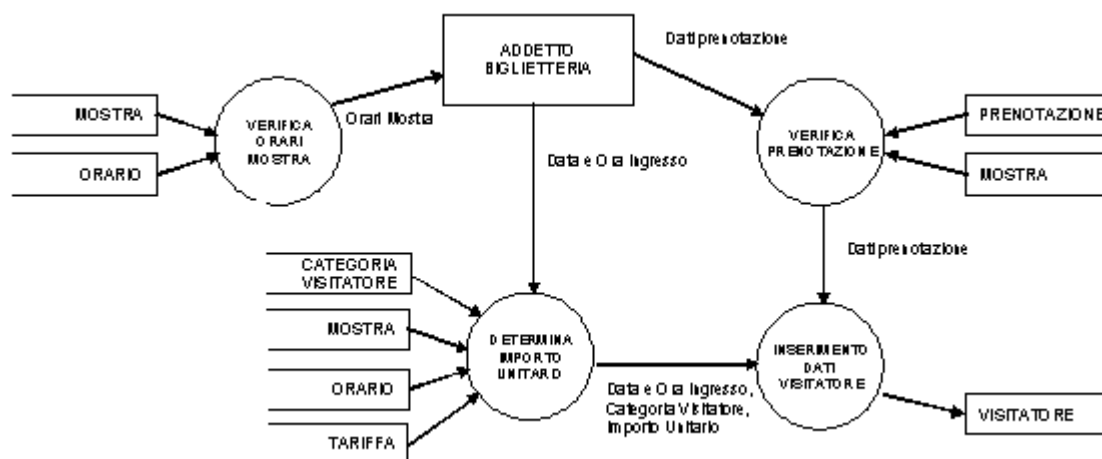 ADDETTO
BIGLIETTERIA
Dati prenotazione
MOSTRA
ORARIO
VERIFICA
ORARI
MOSTRA
Orari Mostra
VERIFICA
PRENOTAZIONE
PRENOTAZIONE
MOSTRA
Data e Ora Ingresso
Dati prenotazione
CATEGORIA
VISITATORE
MOSTRA
ORARIO
TARIFFA
DETERMINA
IMPORTO
UNITARIO
Data e Ora Ingresso,
Categoria Visitatore,
Importo Unitario
INSERIMENTO
DATI
VISITATORE
VISITATORE